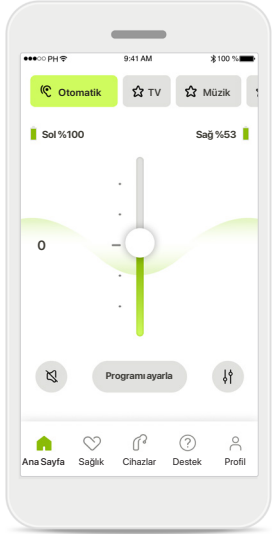 PH 9:41 AM 100 %
Otomatik TV Müzik
Sol %100 Sağ %53
0
Programı ayarla
Ana Sayfa Sağlık Cihazlar Destek Profil